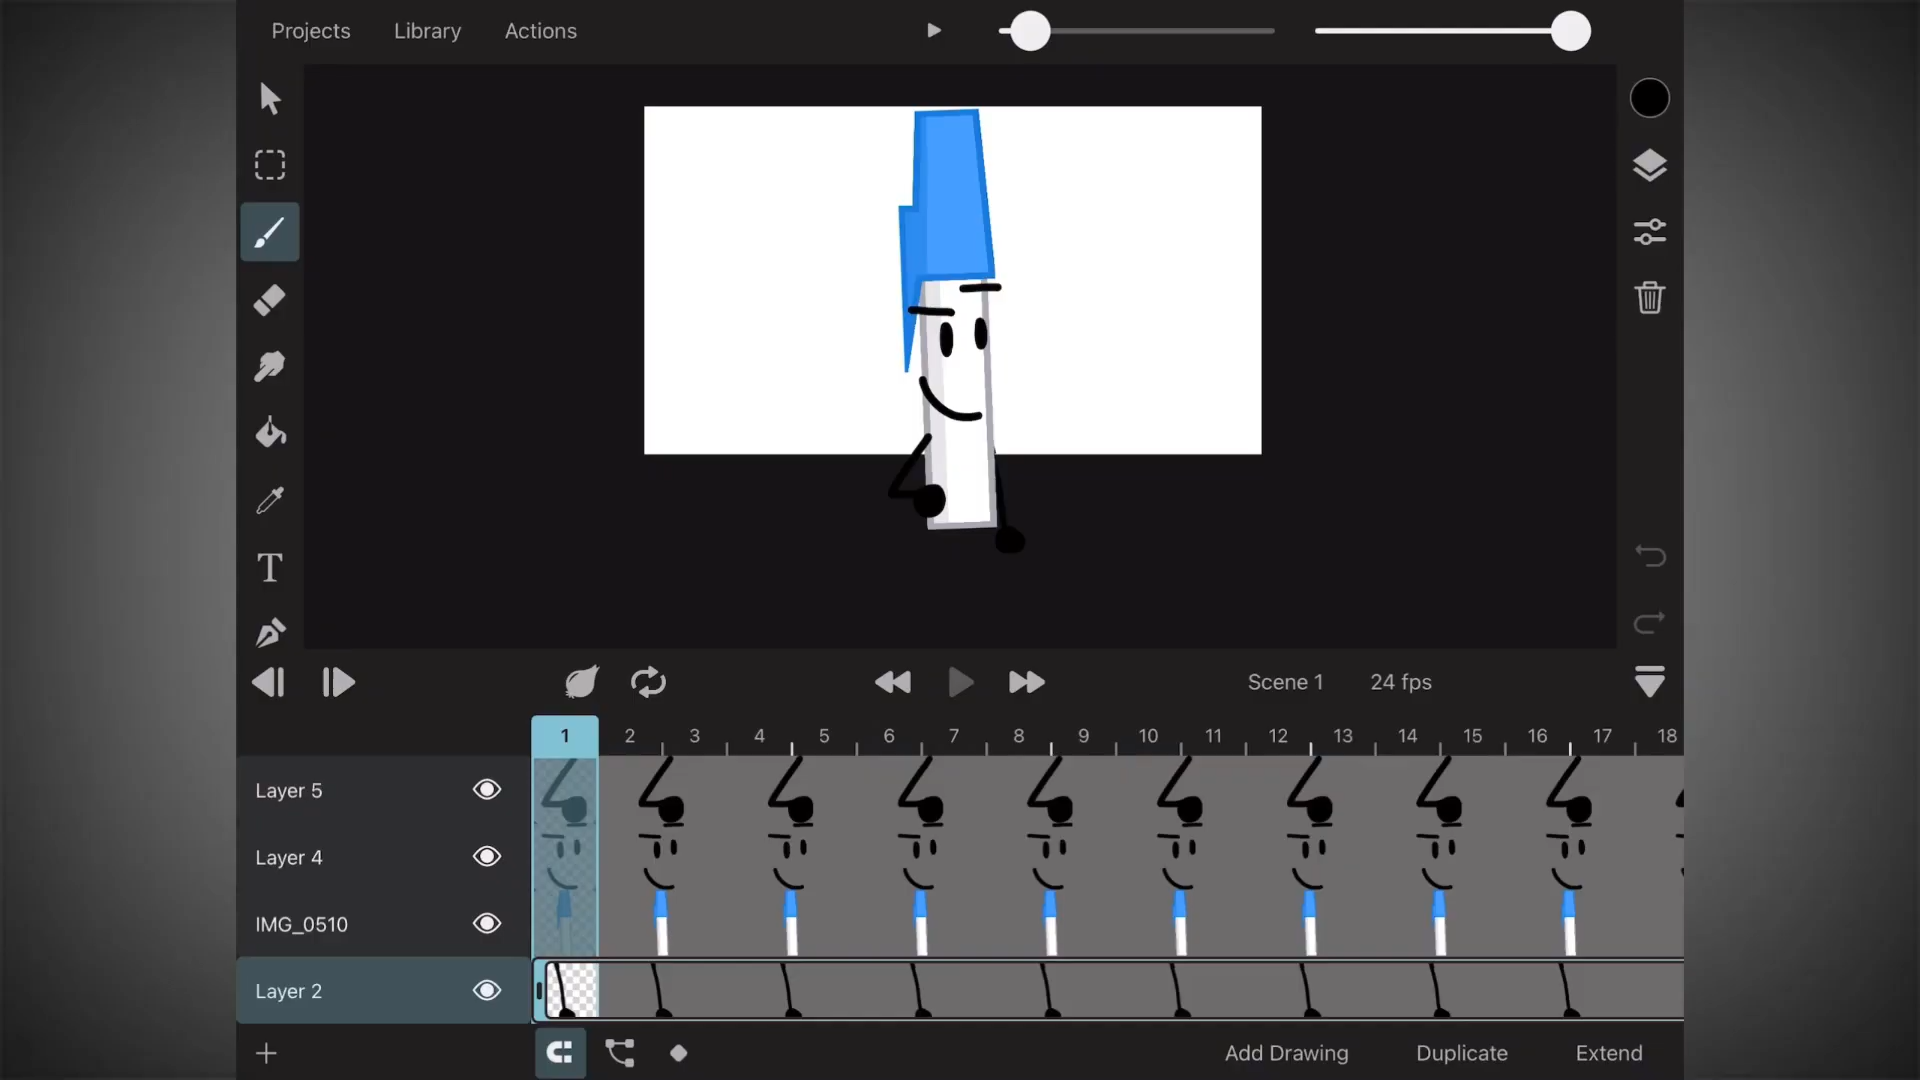 Projects Library Actions
T
Scene 1 24 fps
1 2 3 4 5 6 7 8 9 10 11 12 13 14 15 16 17 18
Layer 5
Layer 4
IMG_0510
Layer 2
Add Drawing Duplicate Extend